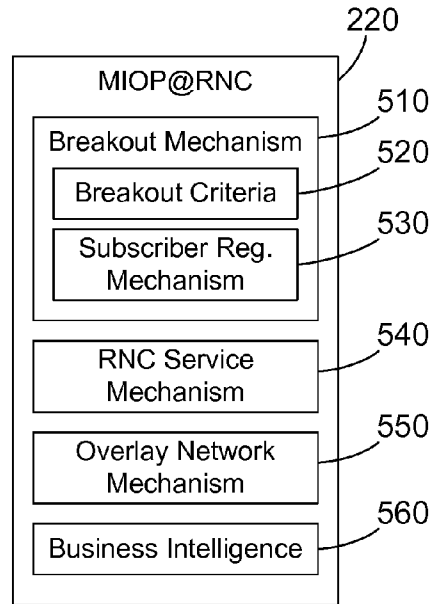 220
MIOP@RNC
510
Breakout Mechanism
520
Breakout Criteria
530
Subscriber Reg.
Mechanism
540
RNC Service
Mechanism
550
Overlay Network
Mechanism
560
Business Intelligence